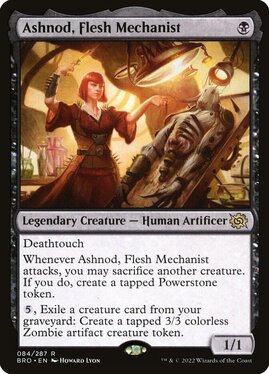 Ashnod, Flesh Mechanist
Legendary Creature — Human Artificer
Deathtouch
Whenever Ashnod, Flesh Mechanist
attacks, you may sacrifice another creature.
If you do, create a tapped Powerstone
token.
5, Exile a creature card from your
graveyard: Create a tapped 3/3 colorless
Zombie artifact creature token.
1/1
084/287 R
BRO • EN Howard Lyon
™ & © 2022 Wizards of the Coast